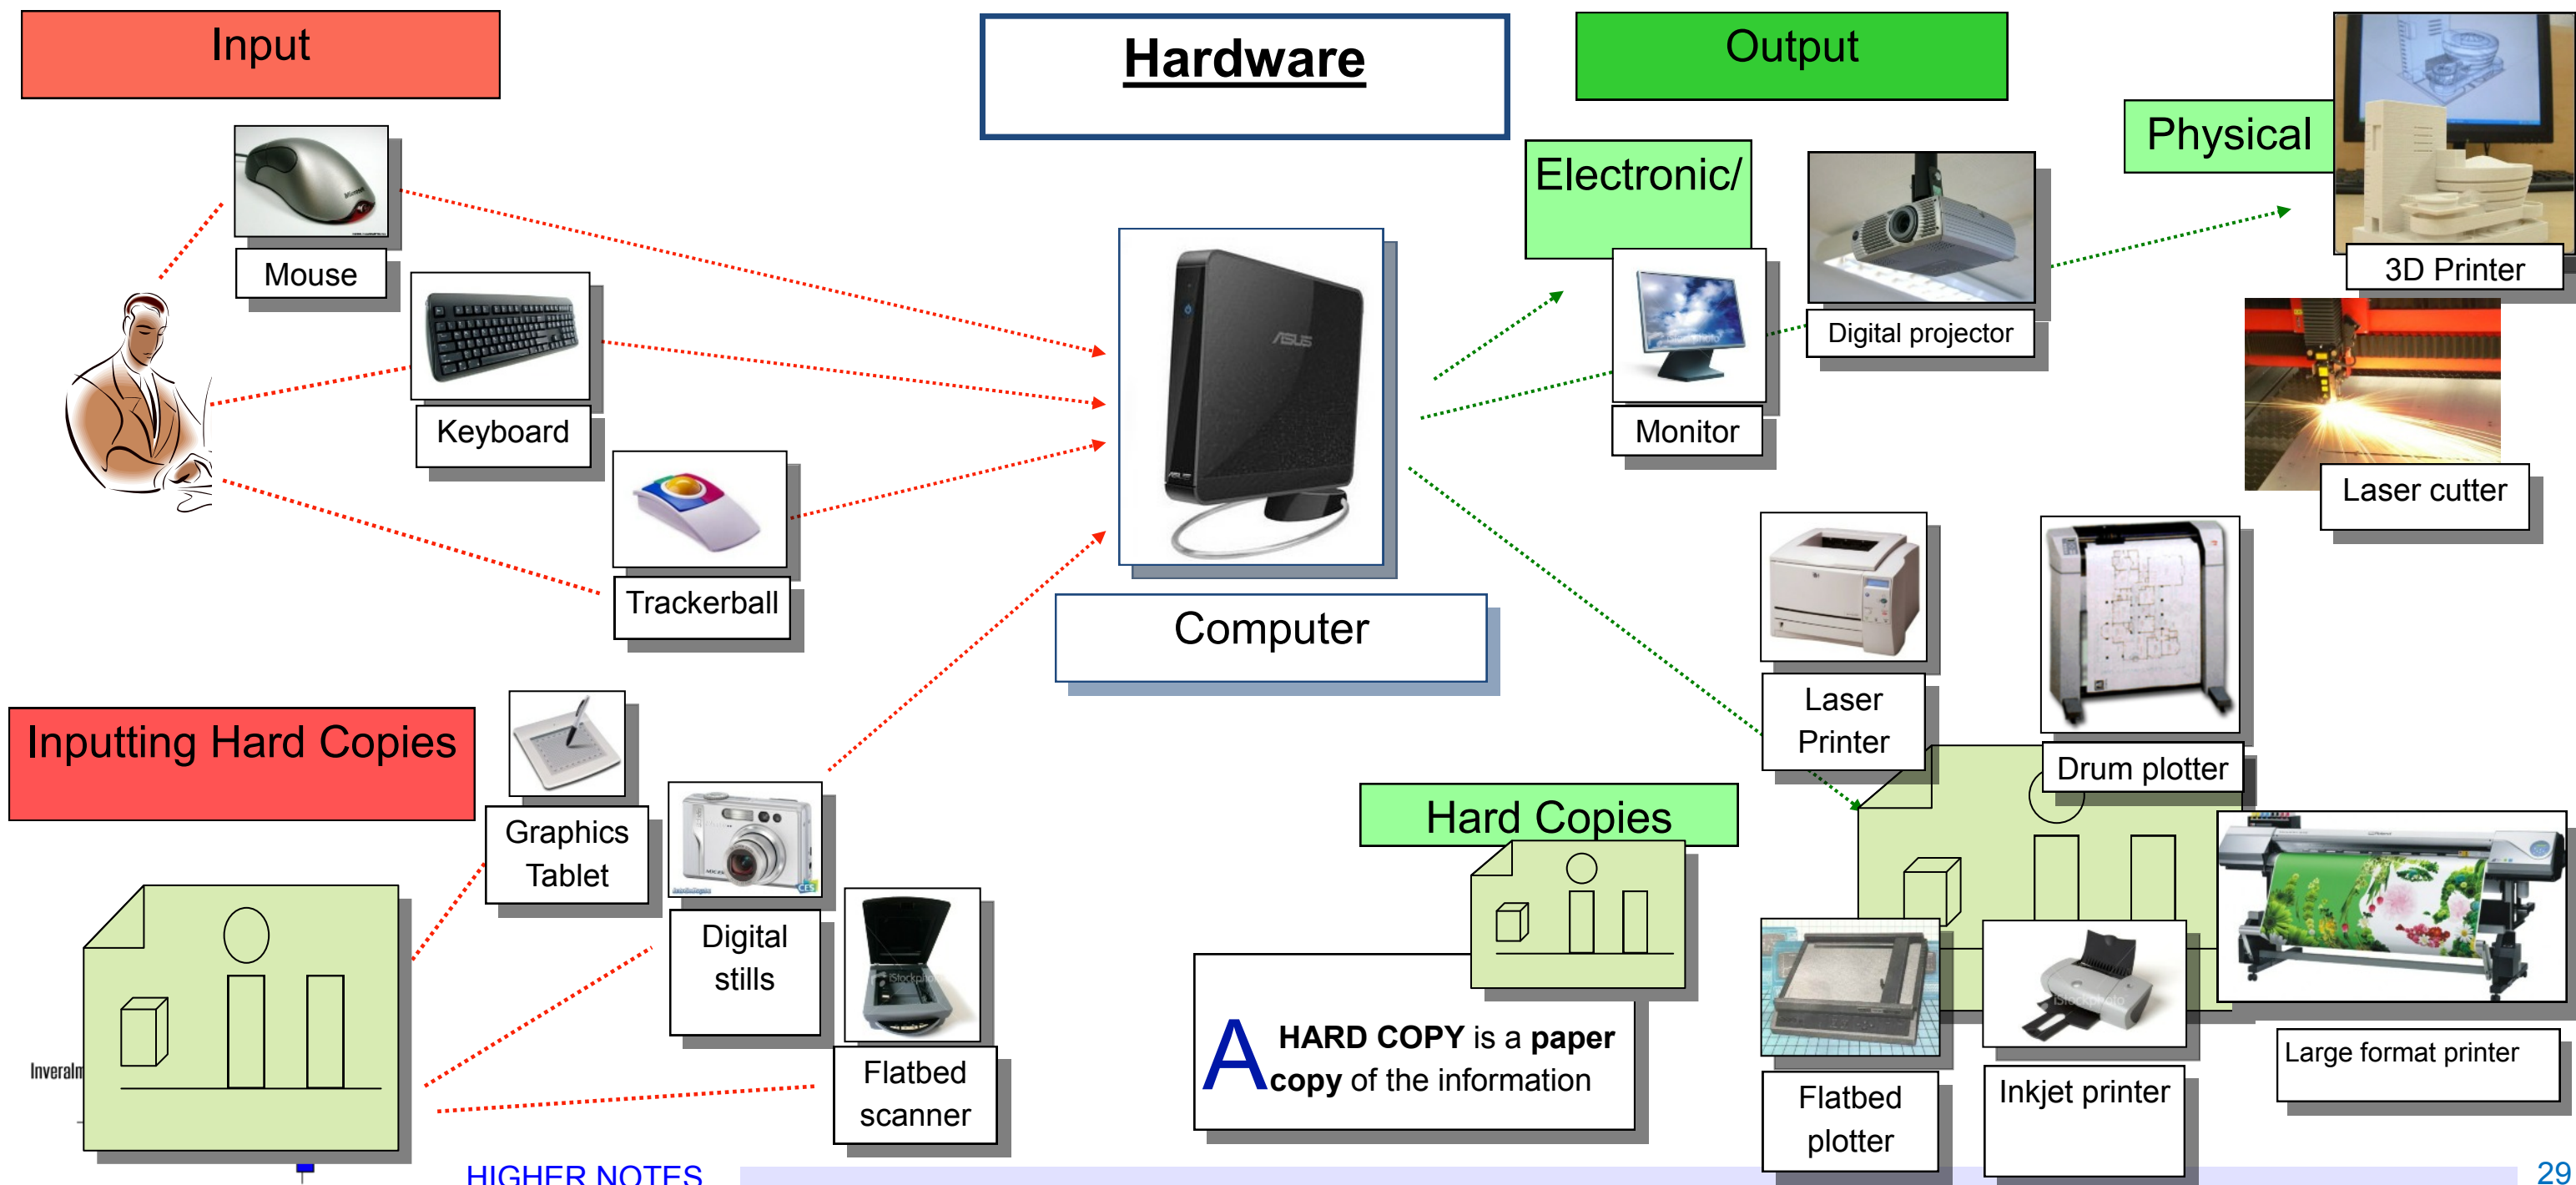 Input
Hardware
Output
Physical
Electronic/
Mouse
Keyboard
Trackerball
ASUS
Computer
Monitor
Digital projector
3D Printer
Laser cutter
Inputting Hard Copies
Graphics
Tablet
Digital
stills
Flatbed
scanner
Hard Copies
A HARD COPY is a paper
copy of the information
Laser
Printer
Drum plotter
Flatbed
plotter
Inkjet printer
iStockphoto
Large format printer
HIGHER NOTES
29